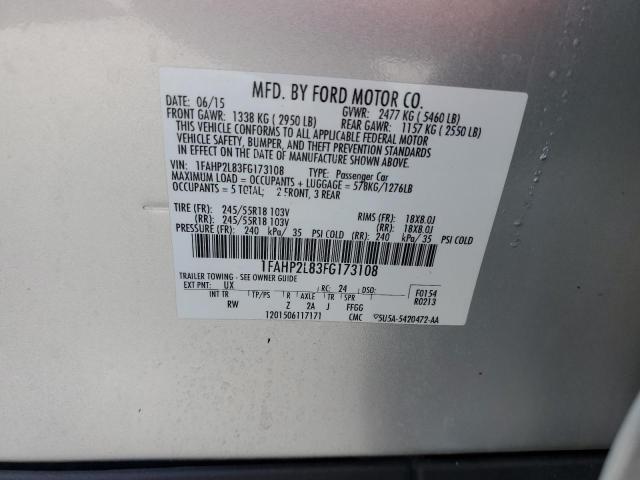 MFD. BY FORD MOTOR CO.
DATE: 06/15 GVWR: 2477 KG ( 5460 LB)
FRONT GAWR: 1338 KG ( 2950 LB) REAR GAWR: 1157 KG ( 2550 LB)
THIS VEHICLE CONFORMS TO ALL APPLICABLE FEDERAL MOTOR
VEHICLE SAFETY, BUMPER, AND THEFT PREVENTION STANDARDS
IN EFFECT ON THE DATE OF MANUFACTURE SHOWN ABOVE.
VIN: 1FAHP2L83FG173108 TYPE: Passenger Car
MAXIMUM LOAD = OCCUPANTS + LUGGAGE = 578KG/1276LB
OCCUPANTS = 5 TOTAL, 2 FRONT, 3 REAR
TIRE (FR): 245/55R18 103V RIMS (FR): 18X8.0J
(RR): 245/55R18 103V (RR): 18X8.0J
PRESSURE (FR): 240 kPa/ 35 PSI COLD (RR): 240 kPa/ 35 PSI COLD
1FAHP2L83FG173108
TRAILER TOWING - SEE OWNER GUIDE
EXT PNT: UX RC: 24 DSO: F0154
INT TR TP/PS R AXLE TR SPR R0213
RW Z 2A J FFGG
1201506117171 CMC SU5A-5420472-AA